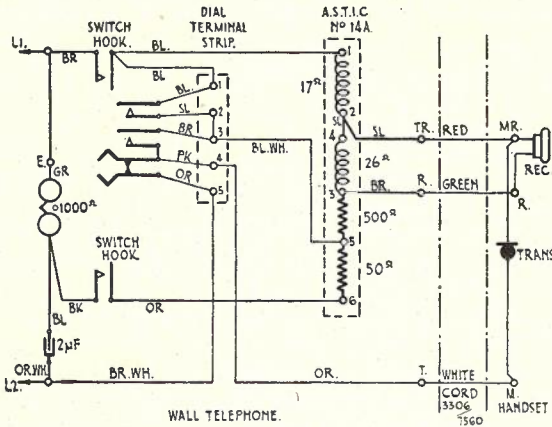 DIAL
TERMINAL
STRIP.
SWITCH
HOOK.
A.S.T.I.C
Nº 14A.
L1.
BR
BL.
BL
BL.
SL
BR
PK
OR
1
2
3
4
5
BL.WH.
1
17Ω
2
SL
4
26Ω
3
500Ω
5
50Ω
6
SL
TR.
RED
MR.
REC
BR.
R.
GREEN
R.
TRANS
E.
GR
1000Ω
SWITCH
HOOK.
BK
OR
BL
2µF
OR.WH.
L2.
BR.WH.
OR.
T.
WHITE
M.
CORD
3306
7560
HANDSET
WALL TELEPHONE.